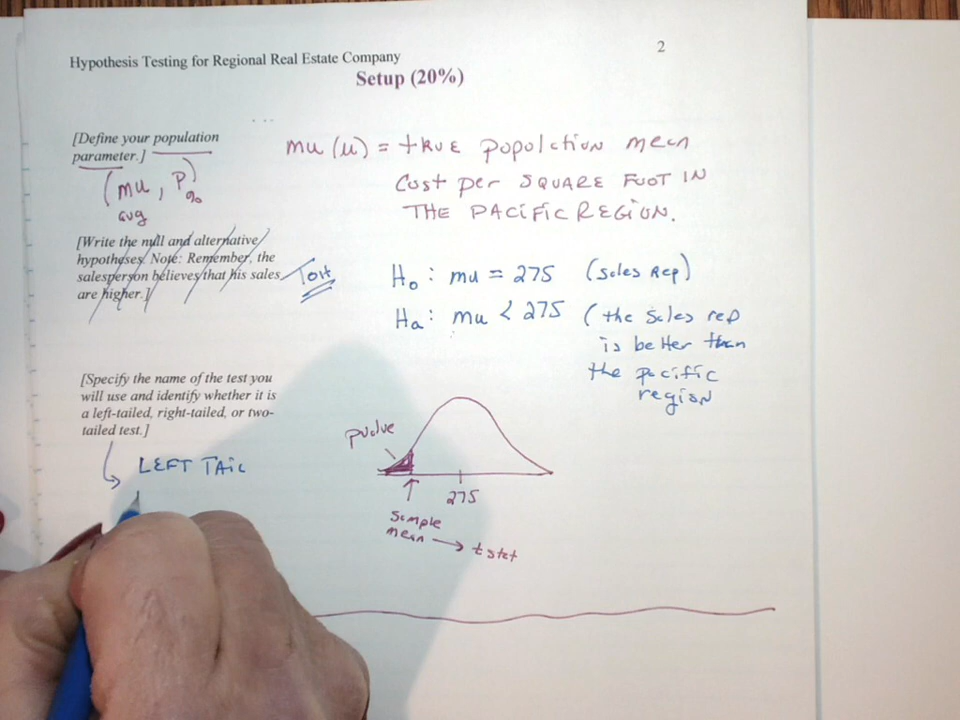 2
Hypothesis Testing for Regional Real Estate Company
Setup (20%)
[Define your population
parameter.]
(mu, P)
avg %
mu (u) = tRUE popolction mean
Cost per SQUARE FOOT IN
THE PACIFIC REGION.
[Write the null and alternative
hypotheses. Note: Remember, the
salesperson believes that his sales
are higher.]
H₀: mu = 275 (sales Rep)
Ha: mu < 275 (the sales rep
is better than
the pacific
region
[Specify the name of the test you
will use and identify whether it is
a left-tailed, right-tailed, or two-
tailed test.]
LEFT TAIL
pvalue
275
sample
mean → t stat